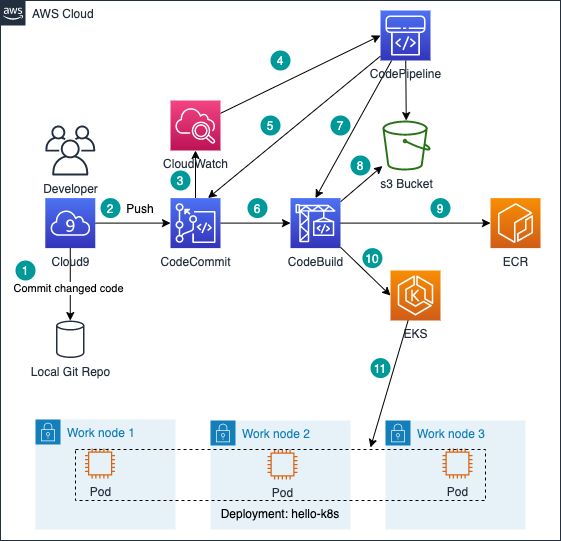 aws
AWS Cloud
CodePipeline
4
5
7
CloudWatch
8
s3 Bucket
Developer
3
2 Push
6
9
9
Cloud9
CodeCommit
CodeBuild
ECR
1
Commit changed code
10
K
EKS
Local Git Repo
11
Work node 1
Work node 2
Work node 3
Pod
Pod
Pod
Deployment: hello-k8s